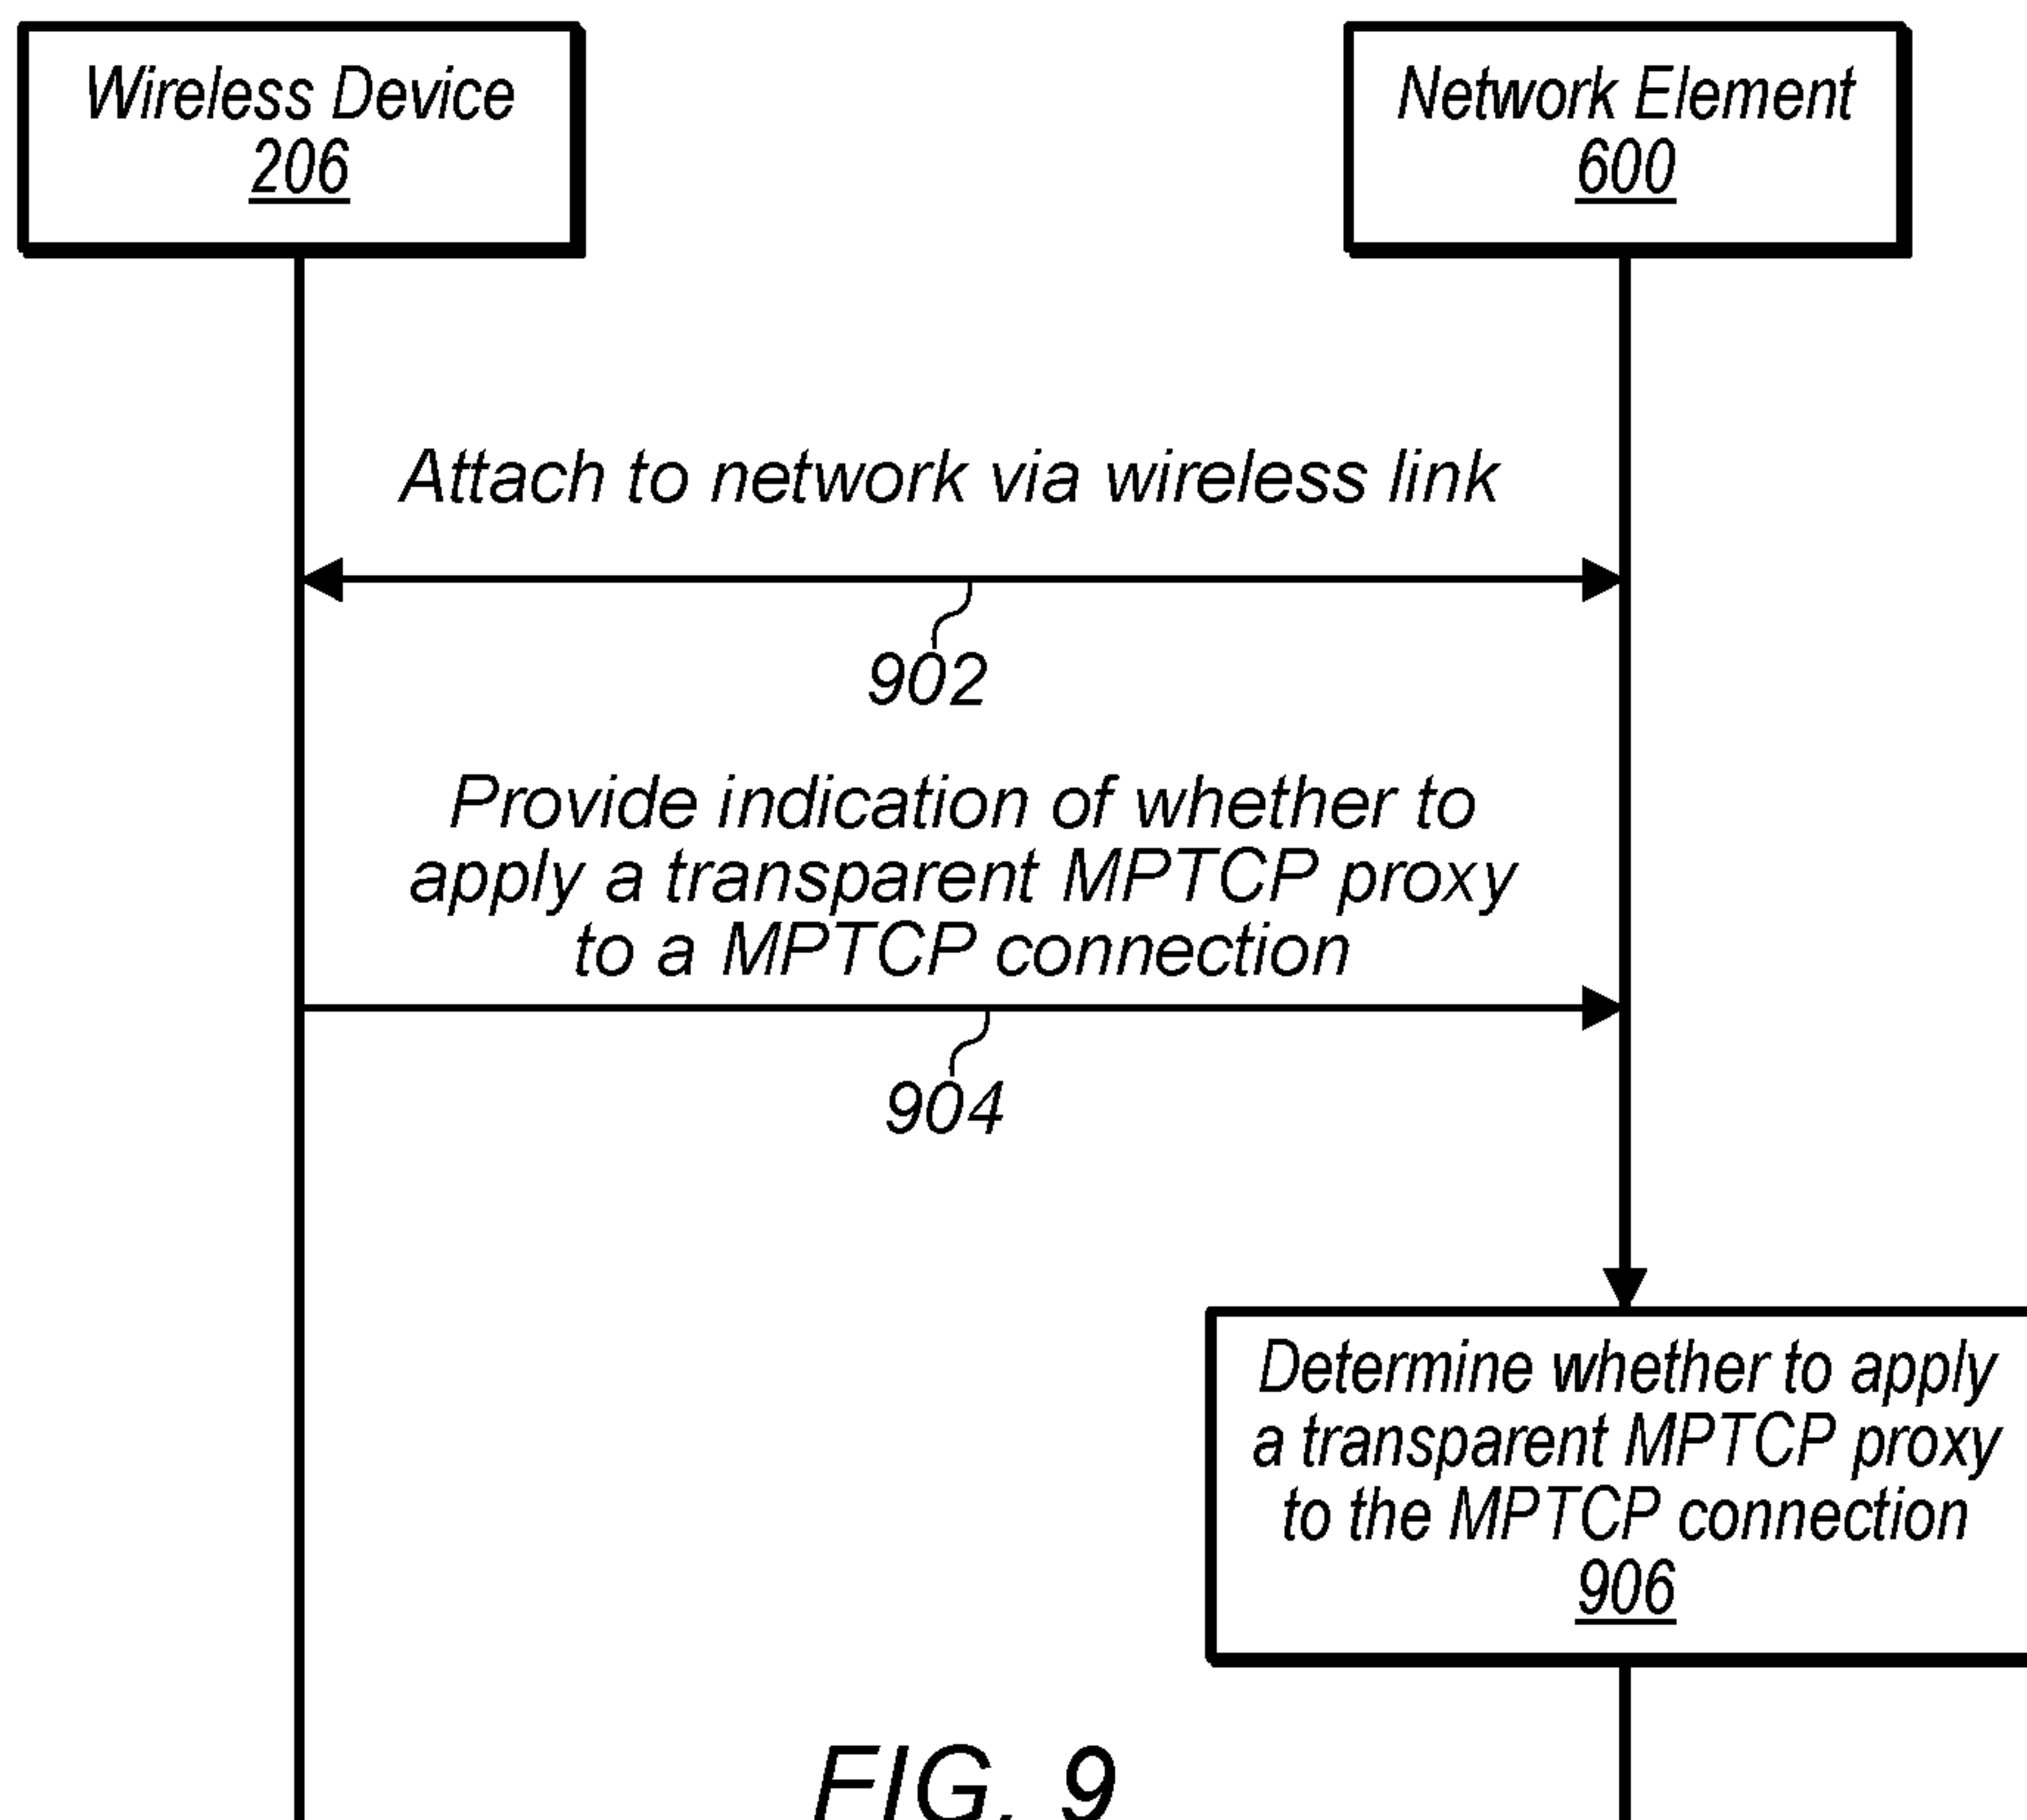 Wireless Device
206
Network Element
600
Attach to network via wireless link
902
Provide indication of whether to
apply a transparent MPTCP proxy
to a MPTCP connection
904
Determine whether to apply
a transparent MPTCP proxy
to the MPTCP connection
906
FIG. 9